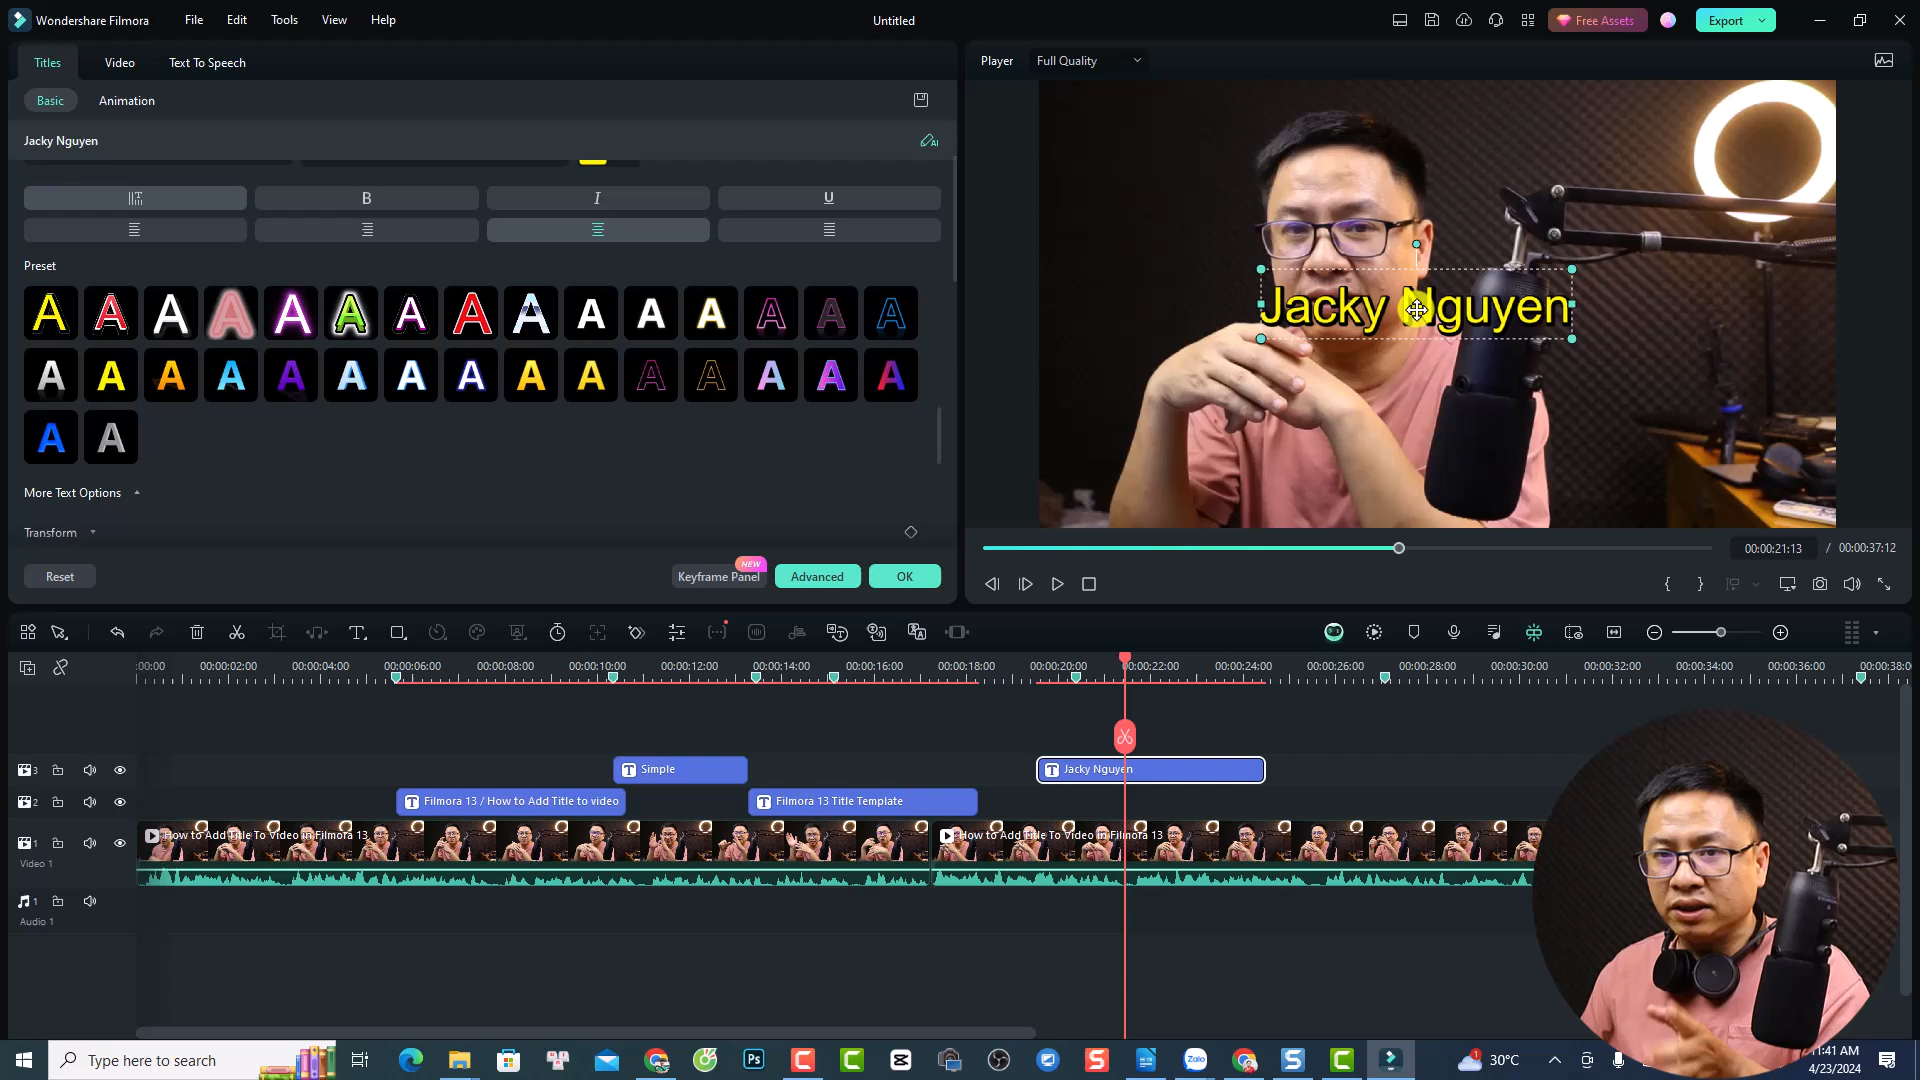 Wondershare Filmora
File
Edit
Tools
View
Help
Untitled
Free Assets
Export
Titles
Video
Text To Speech
Player
Full Quality
Basic
Animation
Jacky Nguyen
AI
B
I
U
Preset
A A A A A A A A A A A A A A A
A A A A A A A A A A A A A A A
A A
Jacky Nguyen
More Text Options
Transform
Reset
NEW
Keyframe Panel
Advanced
OK
00:00:21:13 / 00:00:37:12
:00:00
00:00:02:00
00:00:04:00
00:00:06:00
00:00:08:00
00:00:10:00
00:00:12:00
00:00:14:00
00:00:16:00
00:00:18:00
00:00:20:00
00:00:22:00
00:00:24:00
00:00:26:00
00:00:28:00
00:00:30:00
00:00:32:00
00:00:34:00
00:00:36:00
00:00:38:0
3
Simple
Jacky Nguyen
2
Filmora 13 / How to Add Title to video
Filmora 13 Title Template
1
How to Add Title To Video in Filmora 13
How to Add Title To Video in Filmora 13
Video 1
1
Audio 1
Type here to search
Ps
Zalo
1
30°C
11:41 AM
4/23/2024